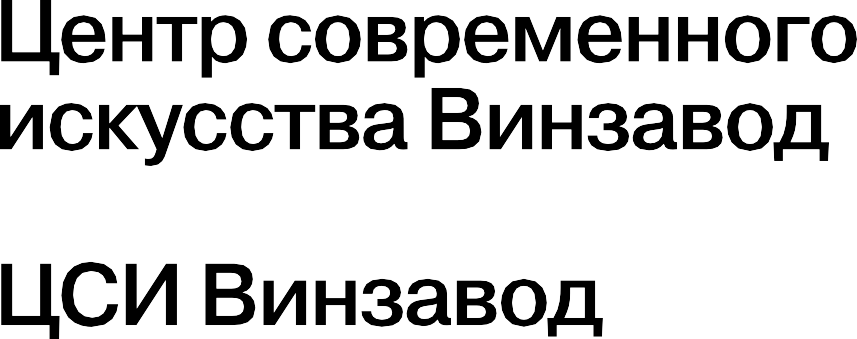 Центр современного
искусства Винзавод
ЦСИ Винзавод